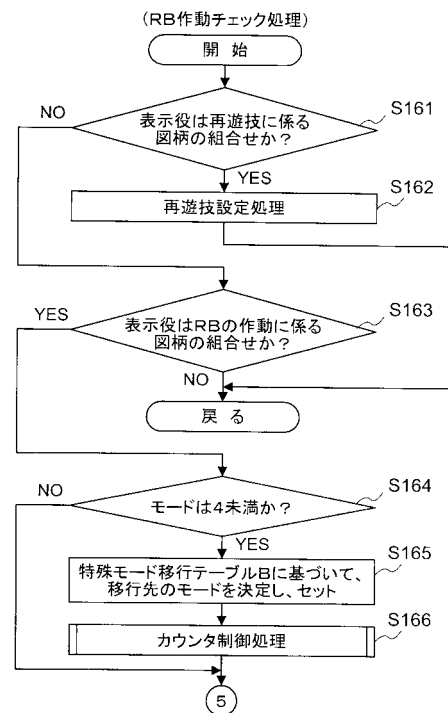 (RB作動チェック処理)
開 始
S161
表示役は再遊技に係る
図柄の組合せか？
NO
YES
S162
再遊技設定処理
S163
表示役はRBの作動に係る
図柄の組合せか？
YES
NO
戻 る
S164
モードは4未満か？
NO
YES
S165
特殊モード移行テーブルBに基づいて、
移行先のモードを決定し、セット
S166
カウンタ制御処理
5